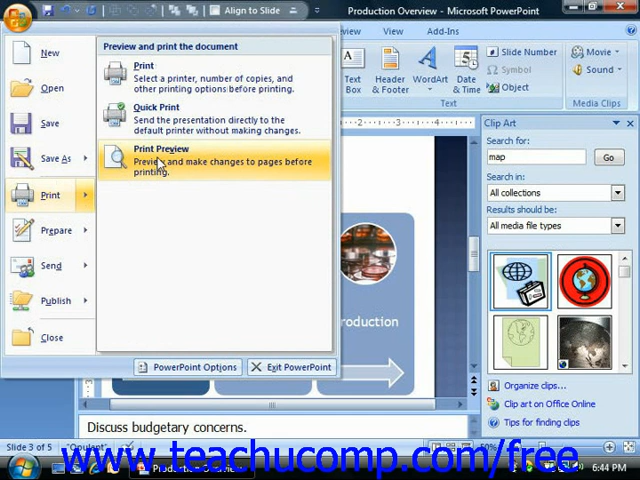 Align to Slide
Production Overview - Microsoft PowerPoint
View
Add-Ins
New
Open
Save
Save As
Print
Prepare
Send
Publish
Close
Preview and print the document
Print
Select a printer, number of copies, and
other printing options before printing.
Quick Print
Send the presentation directly to the
default printer without making changes.
Print Preview
Preview and make changes to pages before
printing.
PowerPoint Options
Exit PowerPoint
Text
Box
Header
& Footer
WordArt
Date
& Time
Slide Number
Symbol
Object
Text
Movie
Sound
Media Clips
Clip Art
Search for:
map
Go
Search in:
All collections
Results should be:
All media file types
Organize clips...
Clip art on Office Online
Tips for finding clips
roduction
Discuss budgetary concerns.
Slide 3 of 5
"Opulent"
50%
www.teachucomp.com/free
6:44 PM